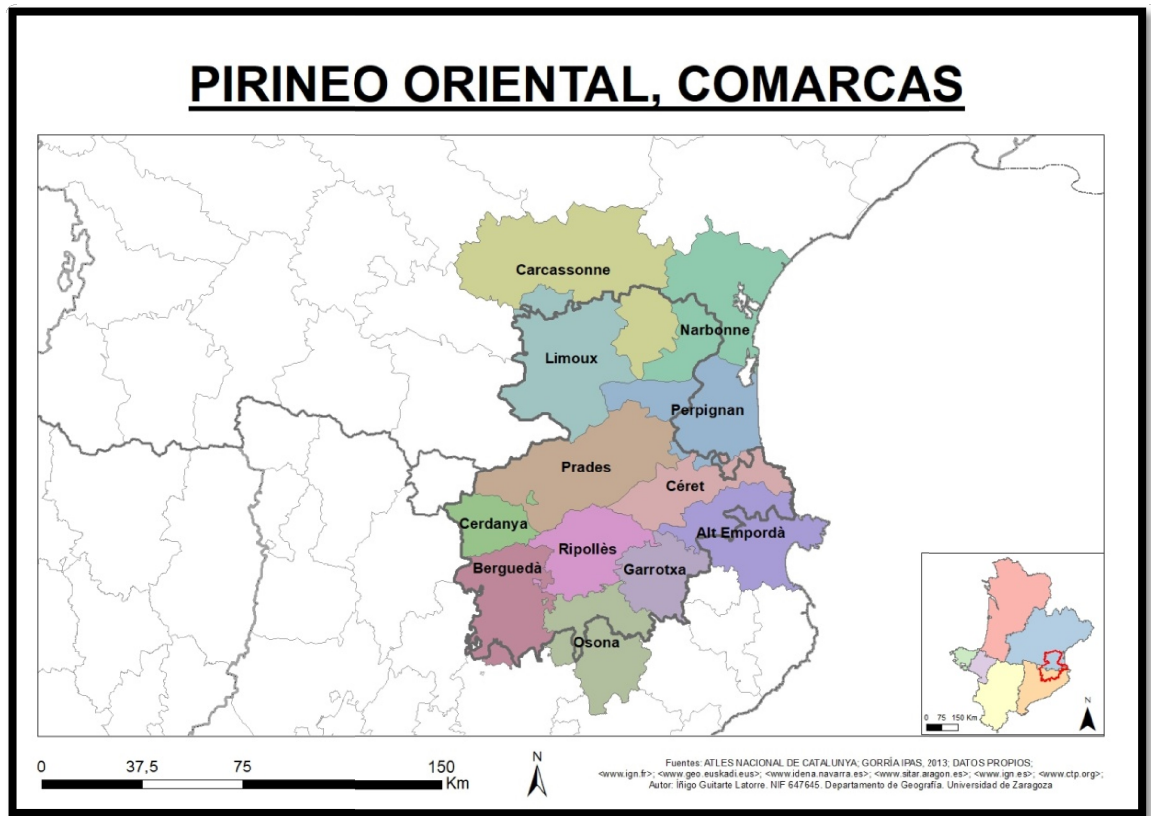 PIRINEO ORIENTAL, COMARCAS
Carcassonne
Narbonne
Limoux
Perpignan
Prades
Céret
Cerdanya
Alt Empordà
Ripollès
Berguedà
Garrotxa
Osona
0 75 150 Km
N
0 37,5 75 150
Km
N
Fuentes: ATLES NACIONAL DE CATALUNYA; GORRÍA IPAS, 2013; DATOS PROPIOS;
<www.ign.fr>; <www.geo.euskadi.eus>; <www.idena.navarra.es>; <www.sitar.aragon.es>; <www.ign.es>; <www.ctp.org>;
Autor: Iñigo Guitarte Latorre. NIF 647645. Departamento de Geografía. Universidad de Zaragoza